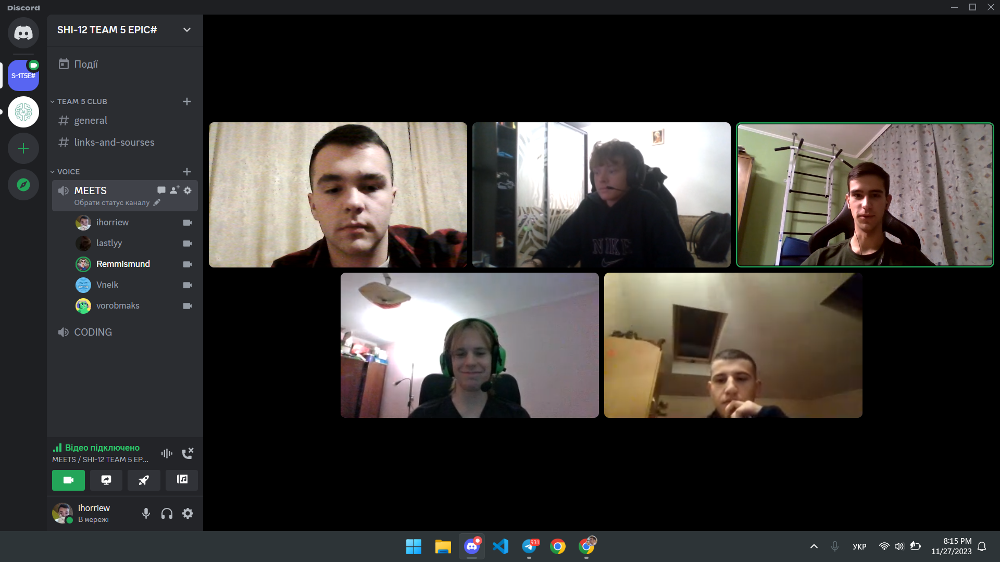 Discord
SHI-12 TEAM 5 EPIC#
S-1T5E#
AI
Події
TEAM 5 CLUB
general
links-and-sourses
VOICE
MEETS
Обрати статус каналу
ihorriew
lastlyy
Remmismund
Vnelk
vorobmaks
CODING
NIKE
Відео підключено
MEETS / SHI-12 TEAM 5 EP...
ihorriew
В мережі
931
УКР
8:15 PM
11/27/2023